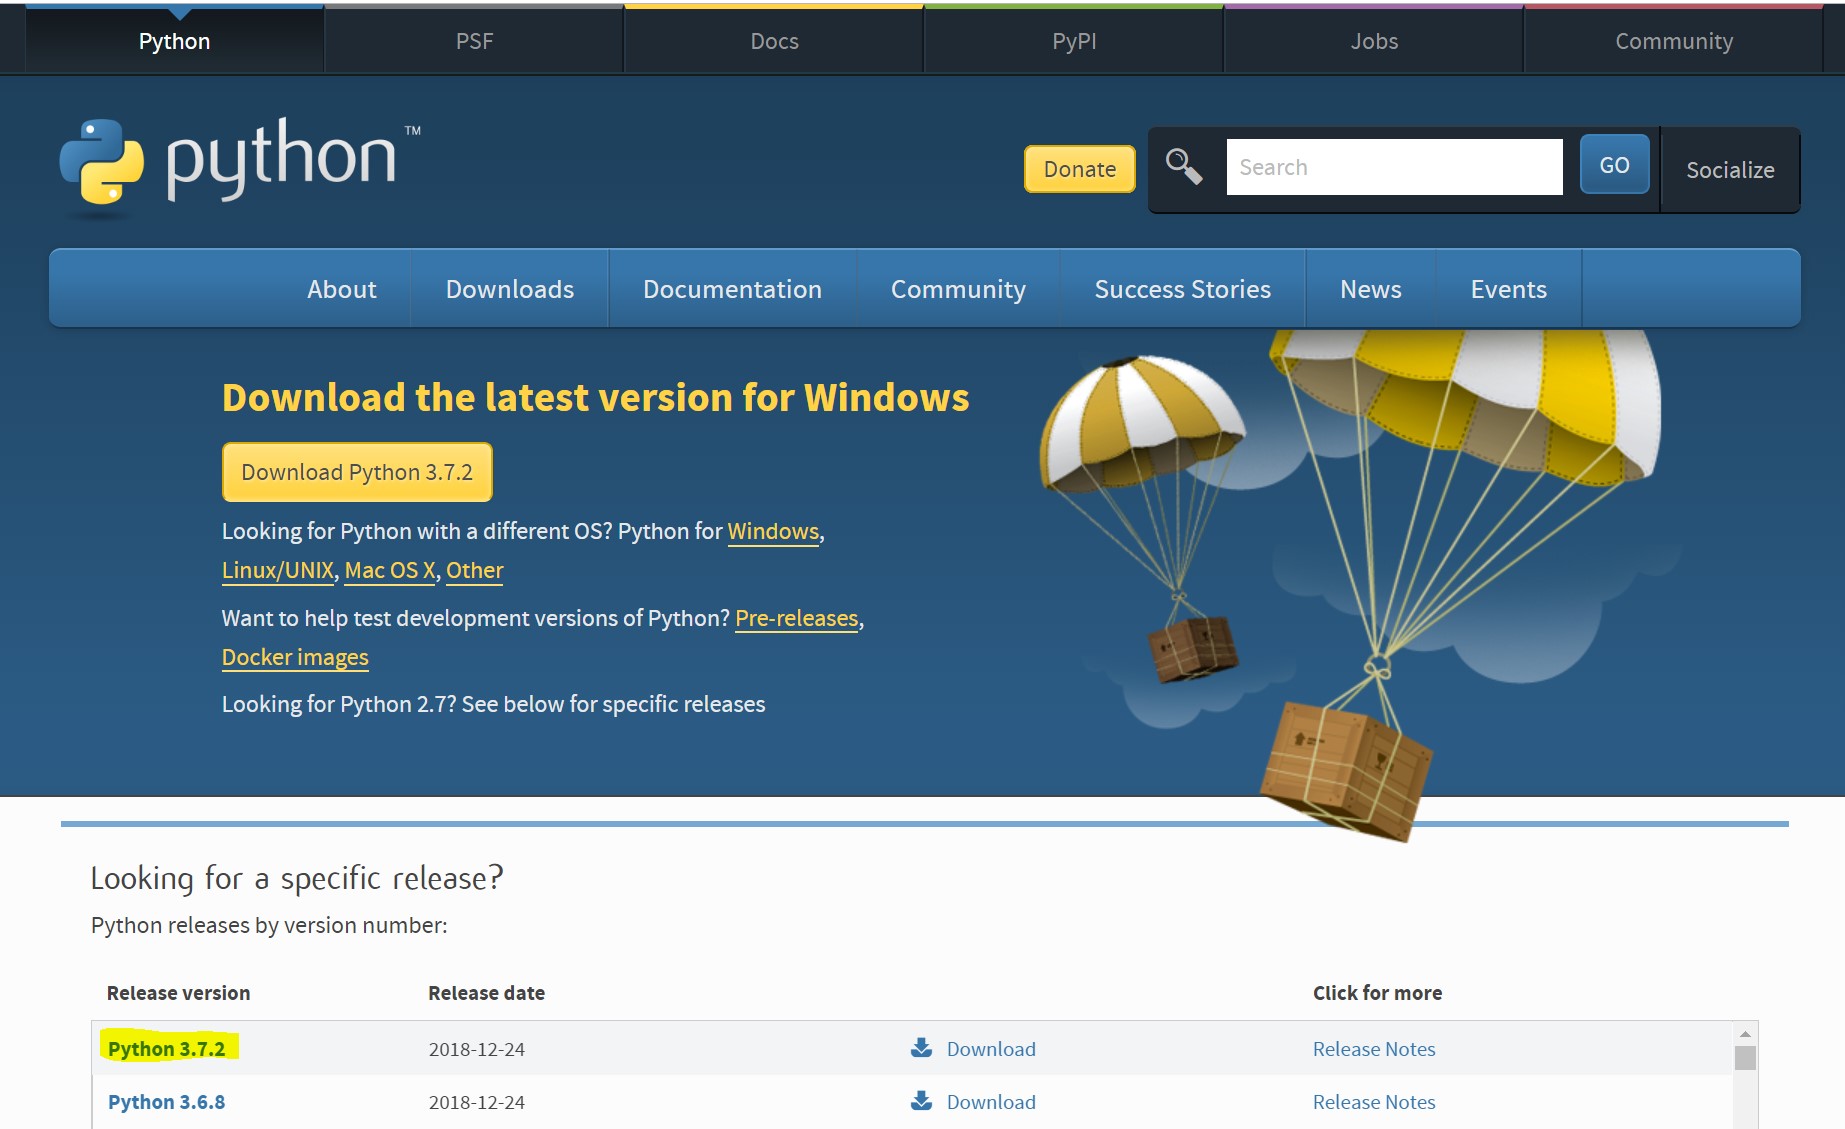 Python PSF Docs PyPI Jobs Community
python™
Donate Search GO Socialize
About Downloads Documentation Community Success Stories News Events
Download the latest version for Windows
Download Python 3.7.2
Looking for Python with a different OS? Python for Windows,
Linux/UNIX, Mac OS X, Other
Want to help test development versions of Python? Pre-releases,
Docker images
Looking for Python 2.7? See below for specific releases
Looking for a specific release?
Python releases by version number:
Release version Release date Click for more
Python 3.7.2 2018-12-24 Download Release Notes
Python 3.6.8 2018-12-24 Download Release Notes